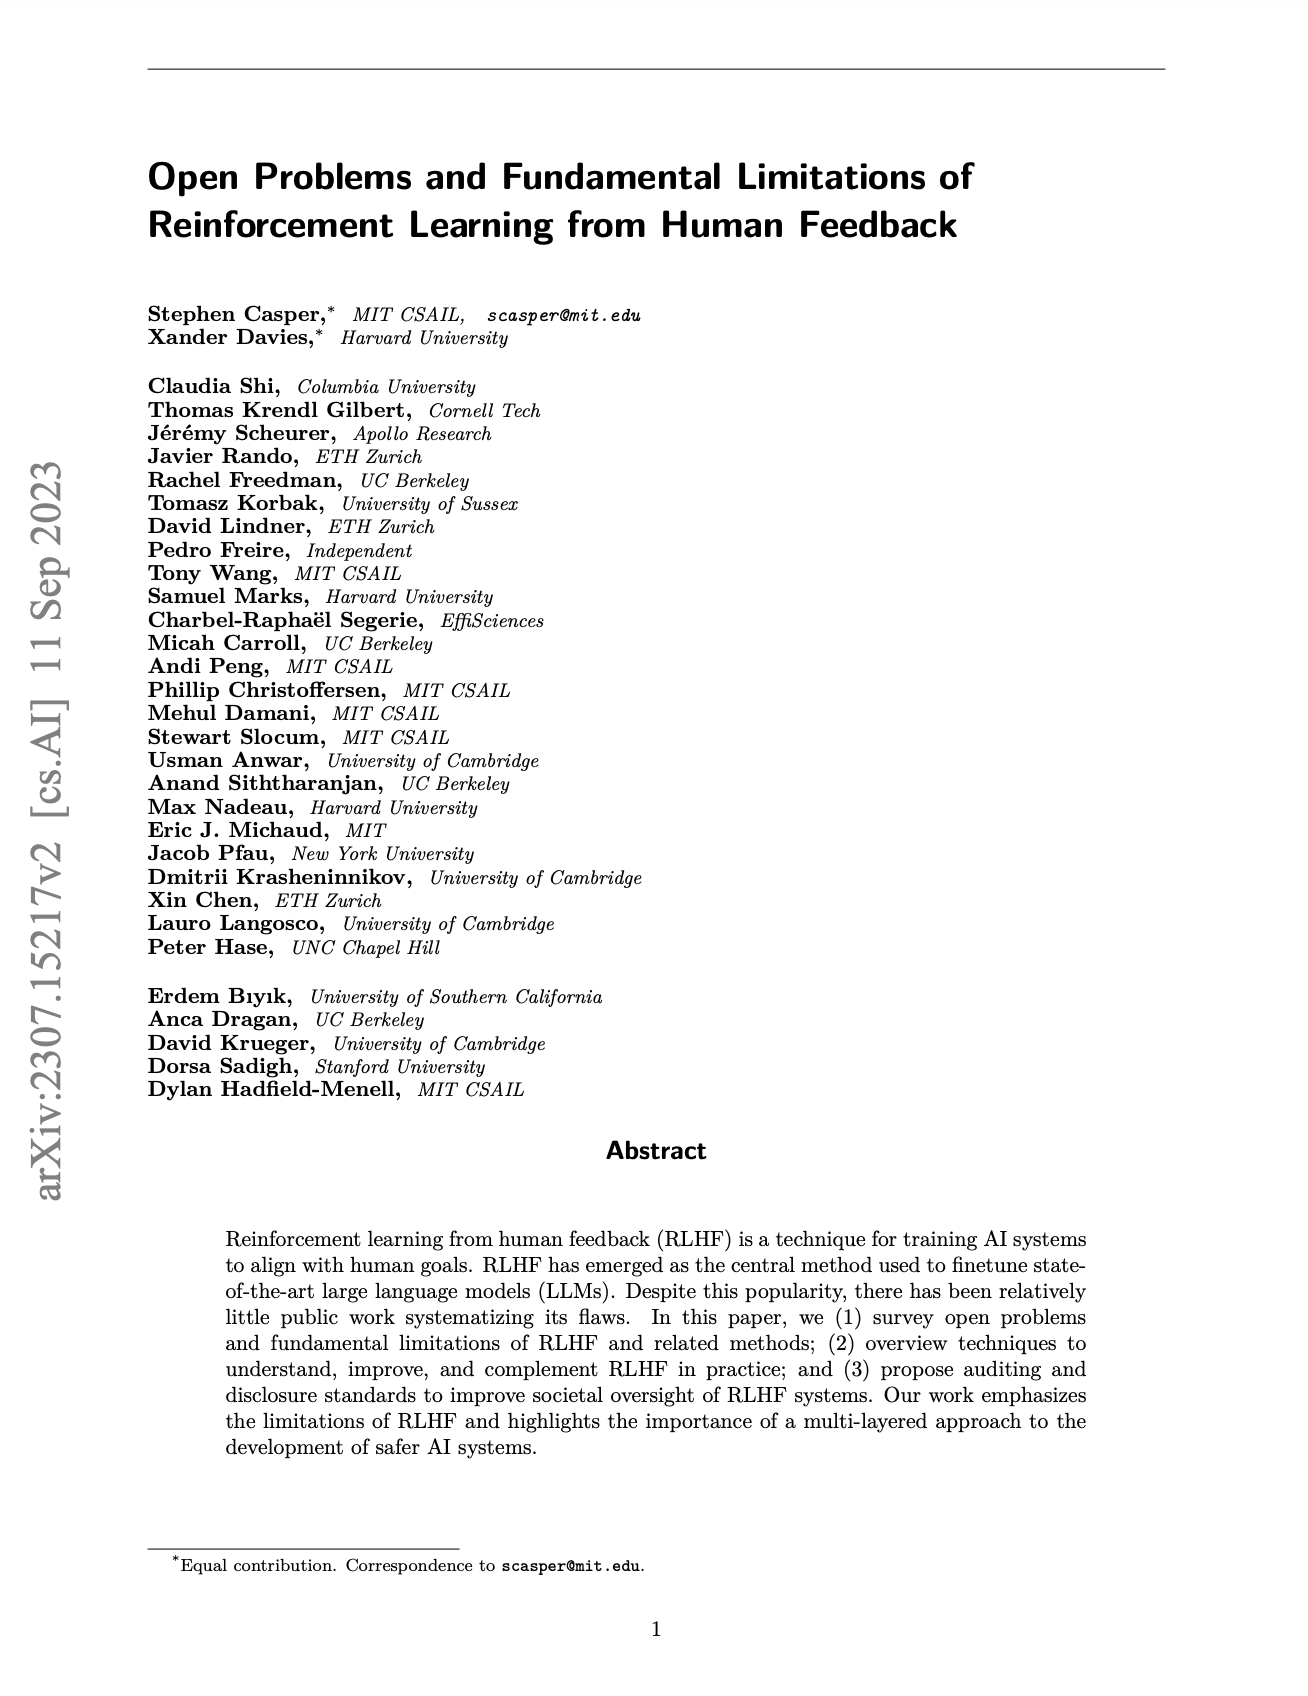 Open Problems and Fundamental Limitations of
Reinforcement Learning from Human Feedback
Stephen Casper,* MIT CSAIL, scasper@mit.edu
Xander Davies,* Harvard University
Claudia Shi, Columbia University
Thomas Krendl Gilbert, Cornell Tech
Jérémy Scheurer, Apollo Research
Javier Rando, ETH Zurich
Rachel Freedman, UC Berkeley
Tomasz Korbak, University of Sussex
David Lindner, ETH Zurich
Pedro Freire, Independent
Tony Wang, MIT CSAIL
Samuel Marks, Harvard University
Charbel-Raphaël Segerie, EffiSciences
Micah Carroll, UC Berkeley
Andi Peng, MIT CSAIL
Phillip Christoffersen, MIT CSAIL
Mehul Damani, MIT CSAIL
Stewart Slocum, MIT CSAIL
Usman Anwar, University of Cambridge
Anand Siththaranjan, UC Berkeley
Max Nadeau, Harvard University
Eric J. Michaud, MIT
Jacob Pfau, New York University
Dmitrii Krasheninnikov, University of Cambridge
Xin Chen, ETH Zurich
Lauro Langosco, University of Cambridge
Peter Hase, UNC Chapel Hill
Erdem Bıyık, University of Southern California
Anca Dragan, UC Berkeley
David Krueger, University of Cambridge
Dorsa Sadigh, Stanford University
Dylan Hadfield-Menell, MIT CSAIL
arXiv:2307.15217v2 [cs.AI] 11 Sep 2023
Abstract
Reinforcement learning from human feedback (RLHF) is a technique for training AI systems
to align with human goals. RLHF has emerged as the central method used to finetune state-
of-the-art large language models (LLMs). Despite this popularity, there has been relatively
little public work systematizing its flaws. In this paper, we (1) survey open problems
and fundamental limitations of RLHF and related methods; (2) overview techniques to
understand, improve, and complement RLHF in practice; and (3) propose auditing and
disclosure standards to improve societal oversight of RLHF systems. Our work emphasizes
the limitations of RLHF and highlights the importance of a multi-layered approach to the
development of safer AI systems.
*Equal contribution. Correspondence to scasper@mit.edu.
1